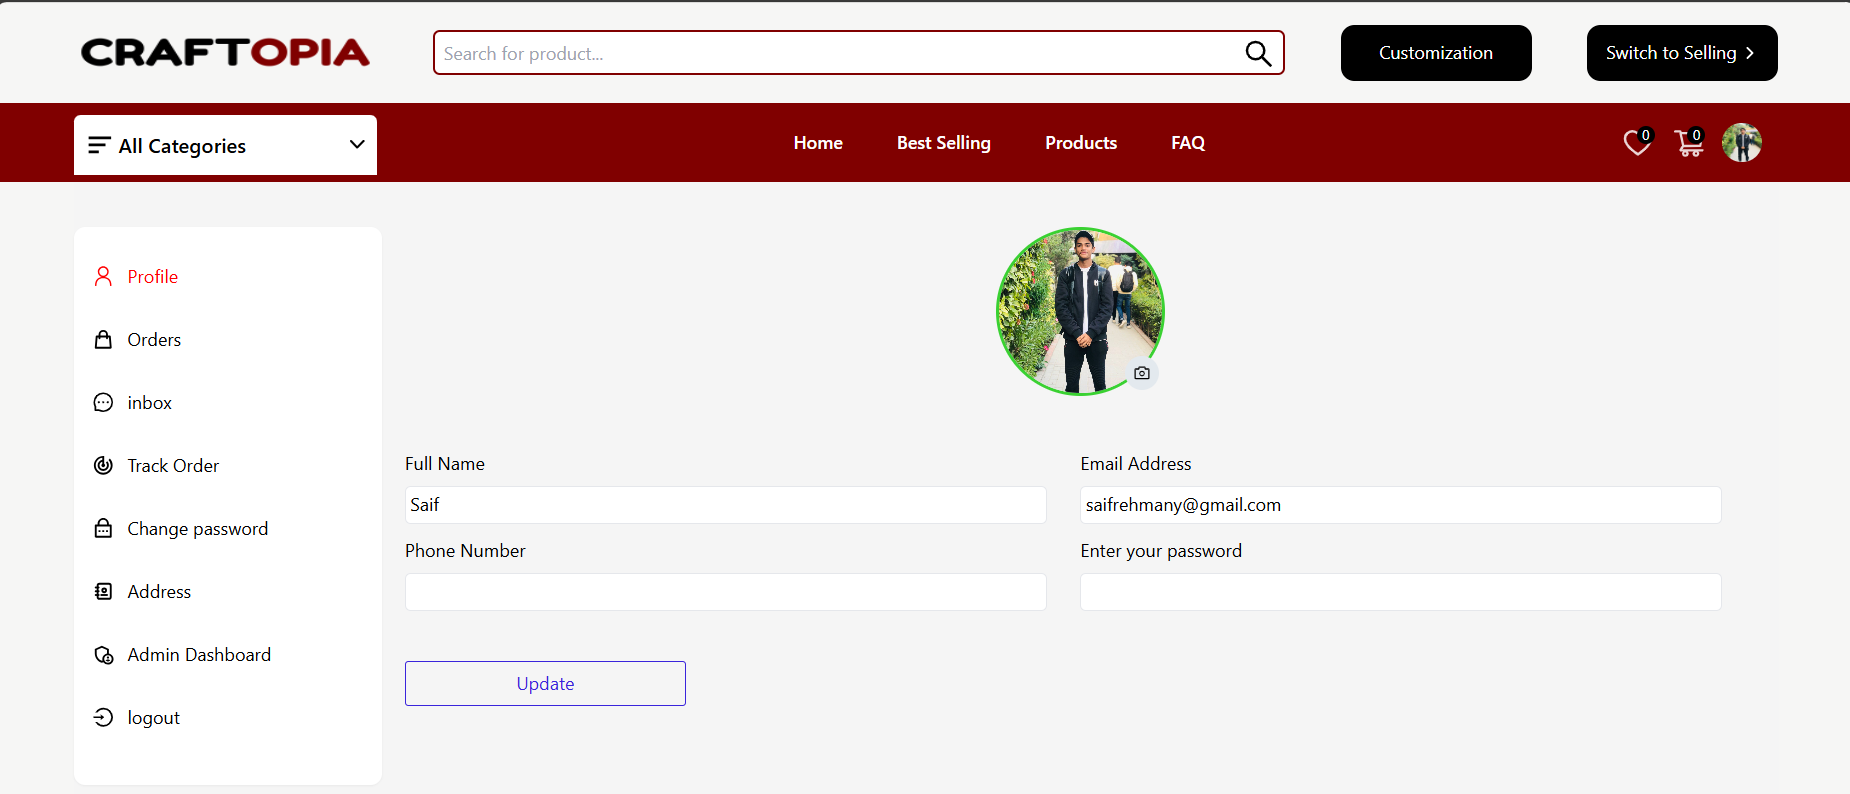 CRAFTOPIA
Search for product...
Customization
Switch to Selling
All Categories
Home
Best Selling
Products
FAQ
0
0
Profile
Orders
inbox
Track Order
Change password
Address
Admin Dashboard
logout
Full Name
Email Address
Saif
saifrehmany@gmail.com
Phone Number
Enter your password
Update